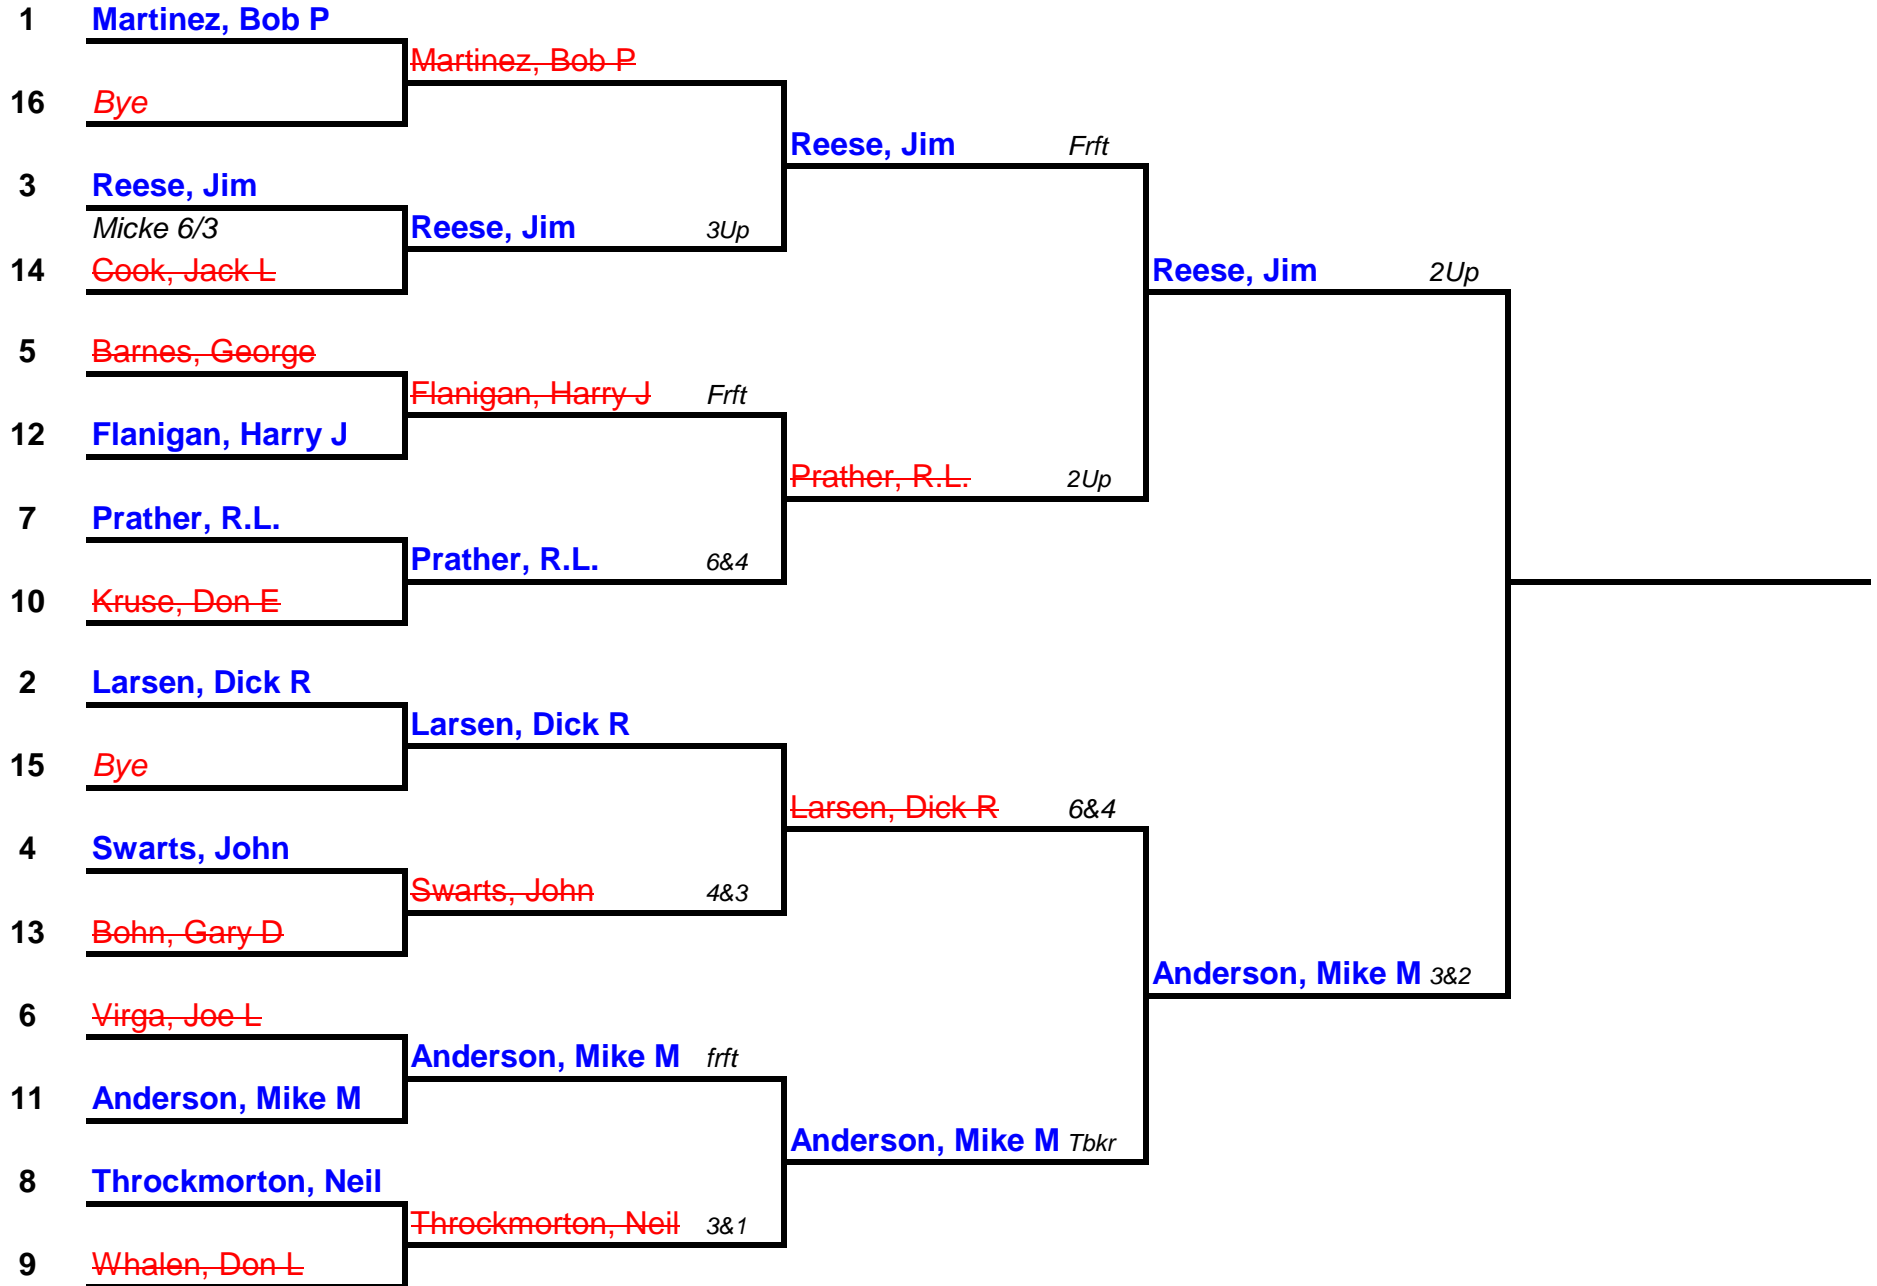 1 Martinez, Bob P
Martinez, Bob P
16 Bye
Reese, Jim Frft
3 Reese, Jim
Micke 6/3 Reese, Jim 3Up
14 Cook, Jack L Reese, Jim 2Up
5 Barnes, George
Flanigan, Harry J Frft
12 Flanigan, Harry J
Prather, R.L. 2Up
7 Prather, R.L.
Prather, R.L. 6&4
10 Kruse, Don E
2 Larsen, Dick R
Larsen, Dick R
15 Bye
Larsen, Dick R 6&4
4 Swarts, John
Swarts, John 4&3
13 Bohn, Gary D
Anderson, Mike M 3&2
6 Virga, Joe L
Anderson, Mike M frft
11 Anderson, Mike M
Anderson, Mike M Tbkr
8 Throckmorton, Neil
Throckmorton, Neil 3&1
9 Whalen, Don L